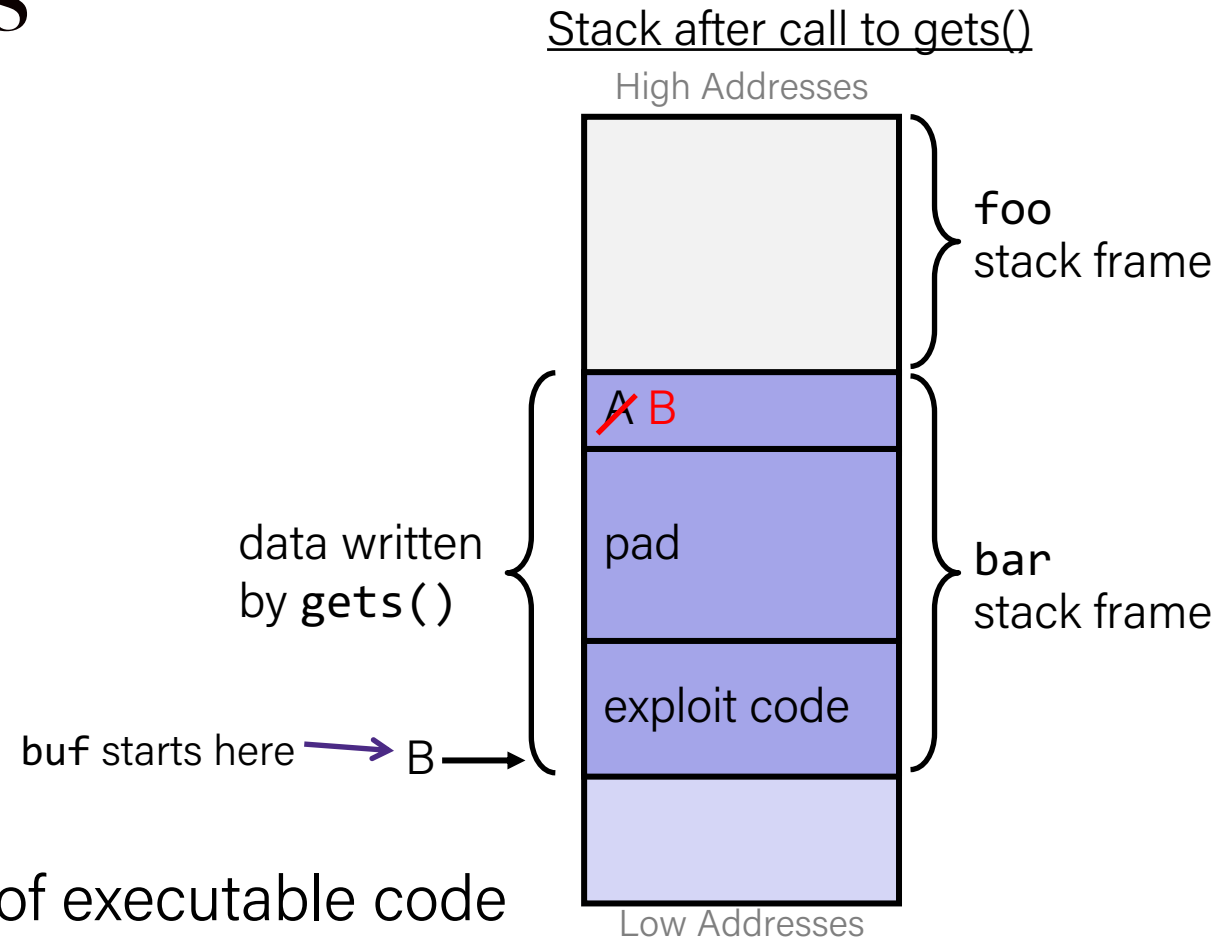 s
Stack after call to gets()
High Addresses
foo
stack frame
A B
data written
by gets()
pad
bar
stack frame
exploit code
buf starts here
B
of executable code
Low Addresses